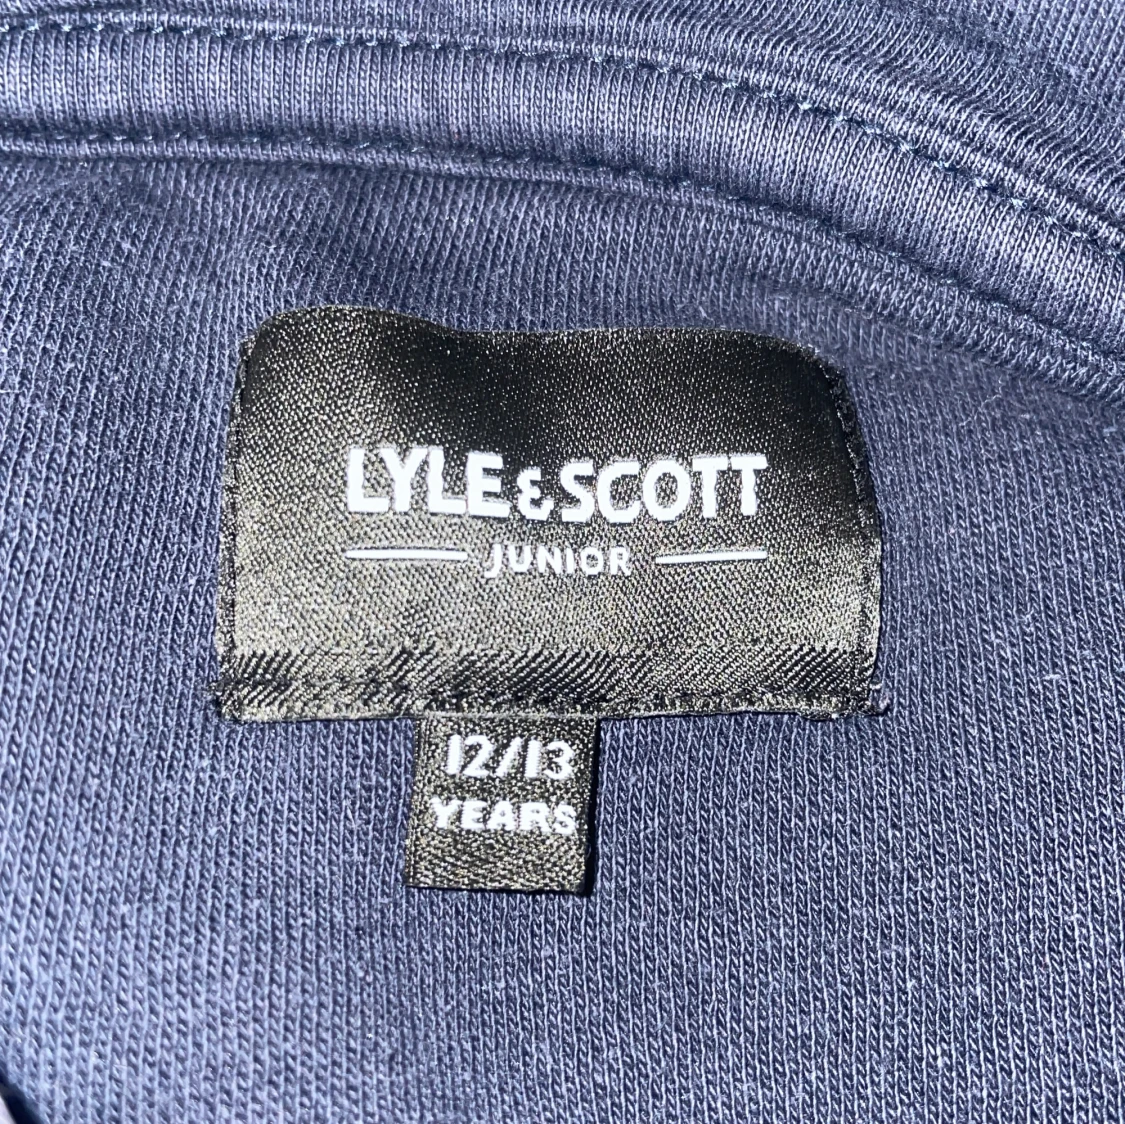 LYLE & SCOTT
JUNIOR
12/13
YEARS